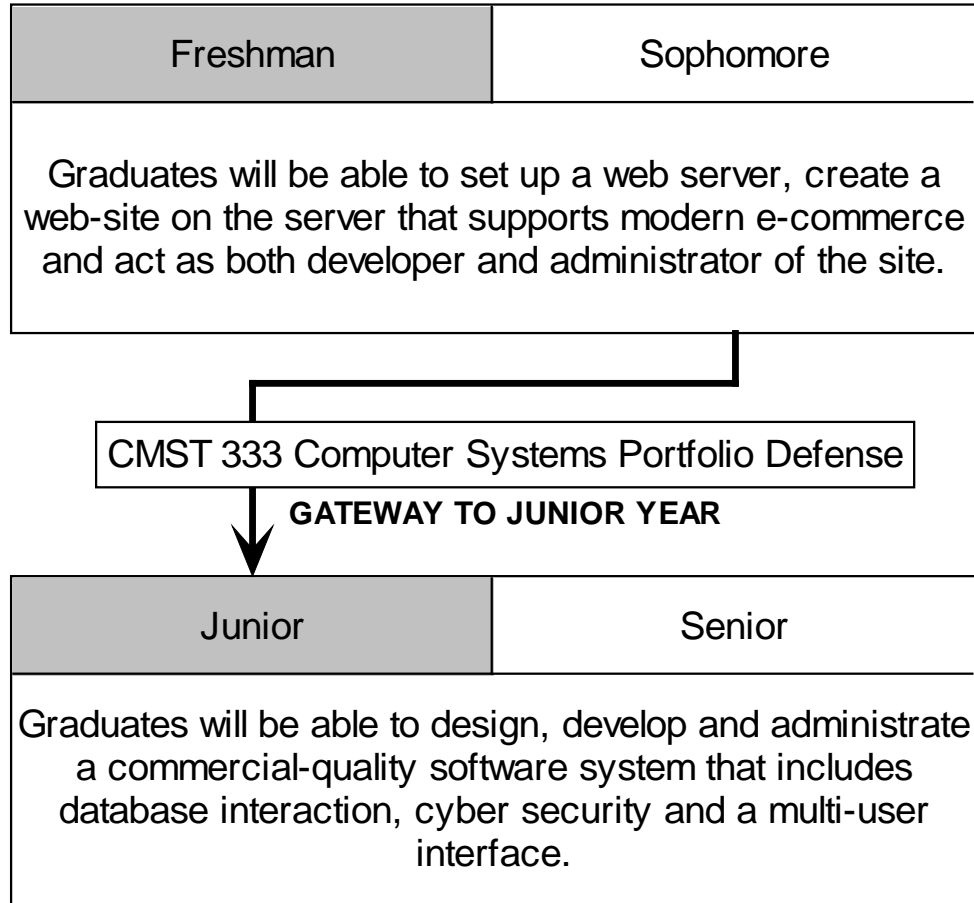 Freshman
Sophomore
Graduates will be able to set up a web server, create a
web-site on the server that supports modern e-commerce
and act as both developer and administrator of the site.
CMST 333 Computer Systems Portfolio Defense
GATEWAY TO JUNIOR YEAR
Junior
Senior
Graduates will be able to design, develop and administrate
a commercial-quality software system that includes
database interaction, cyber security and a multi-user
interface.